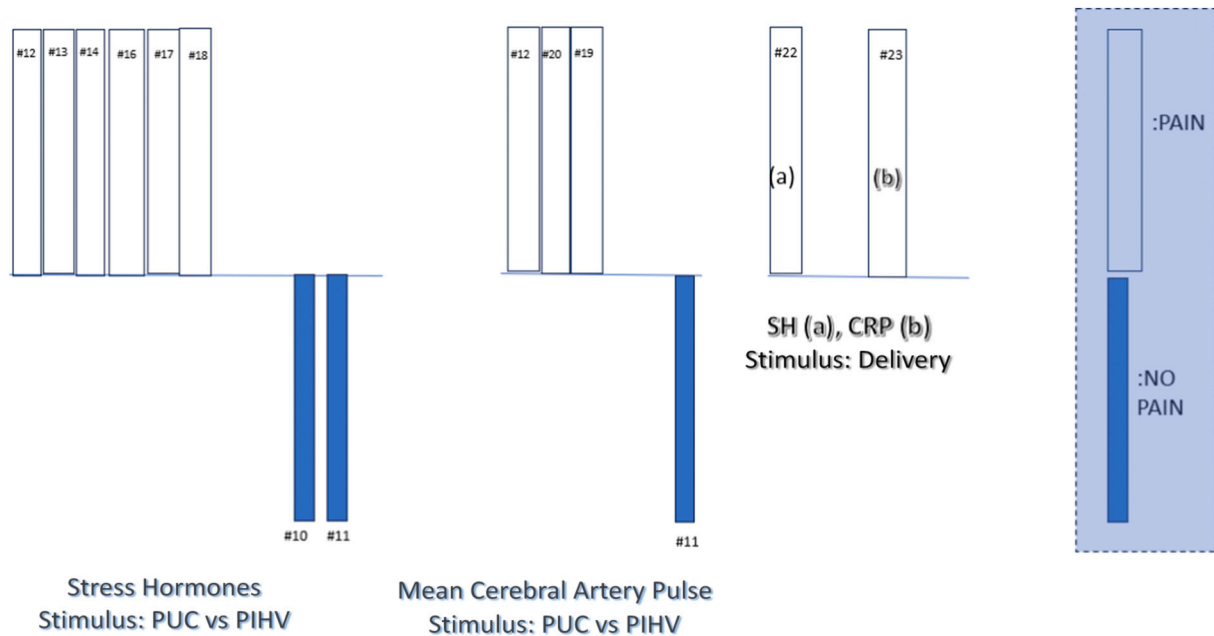 #12 #13 #14 #16 #17 #18
#12 #20 #19
#22 #23
:PAIN
(a) (b)
SH (a), CRP (b)
Stimulus: Delivery
:NO
PAIN
#10 #11
#11
Stress Hormones
Stimulus: PUC vs PIHV
Mean Cerebral Artery Pulse
Stimulus: PUC vs PIHV